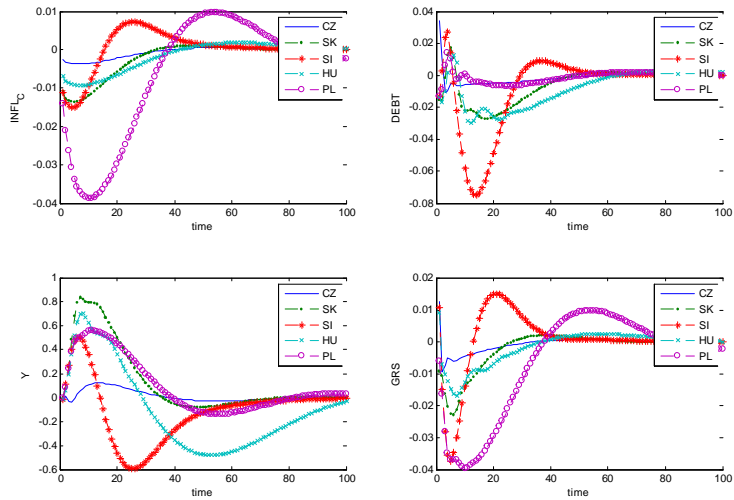 0.01
0
-0.01
-0.02
-0.03
-0.04
INFL_C
0 20 40 60 80 100
time
CZ
SK
SI
HU
PL
0.04
0.02
0
-0.02
-0.04
-0.06
-0.08
DEBT
0 20 40 60 80 100
time
CZ
SK
SI
HU
PL
1
0.8
0.6
0.4
0.2
0
-0.2
-0.4
-0.6
Y
0 20 40 60 80 100
time
CZ
SK
SI
HU
PL
0.02
0.01
0
-0.01
-0.02
-0.03
-0.04
GRS
0 20 40 60 80 100
time
CZ
SK
SI
HU
PL